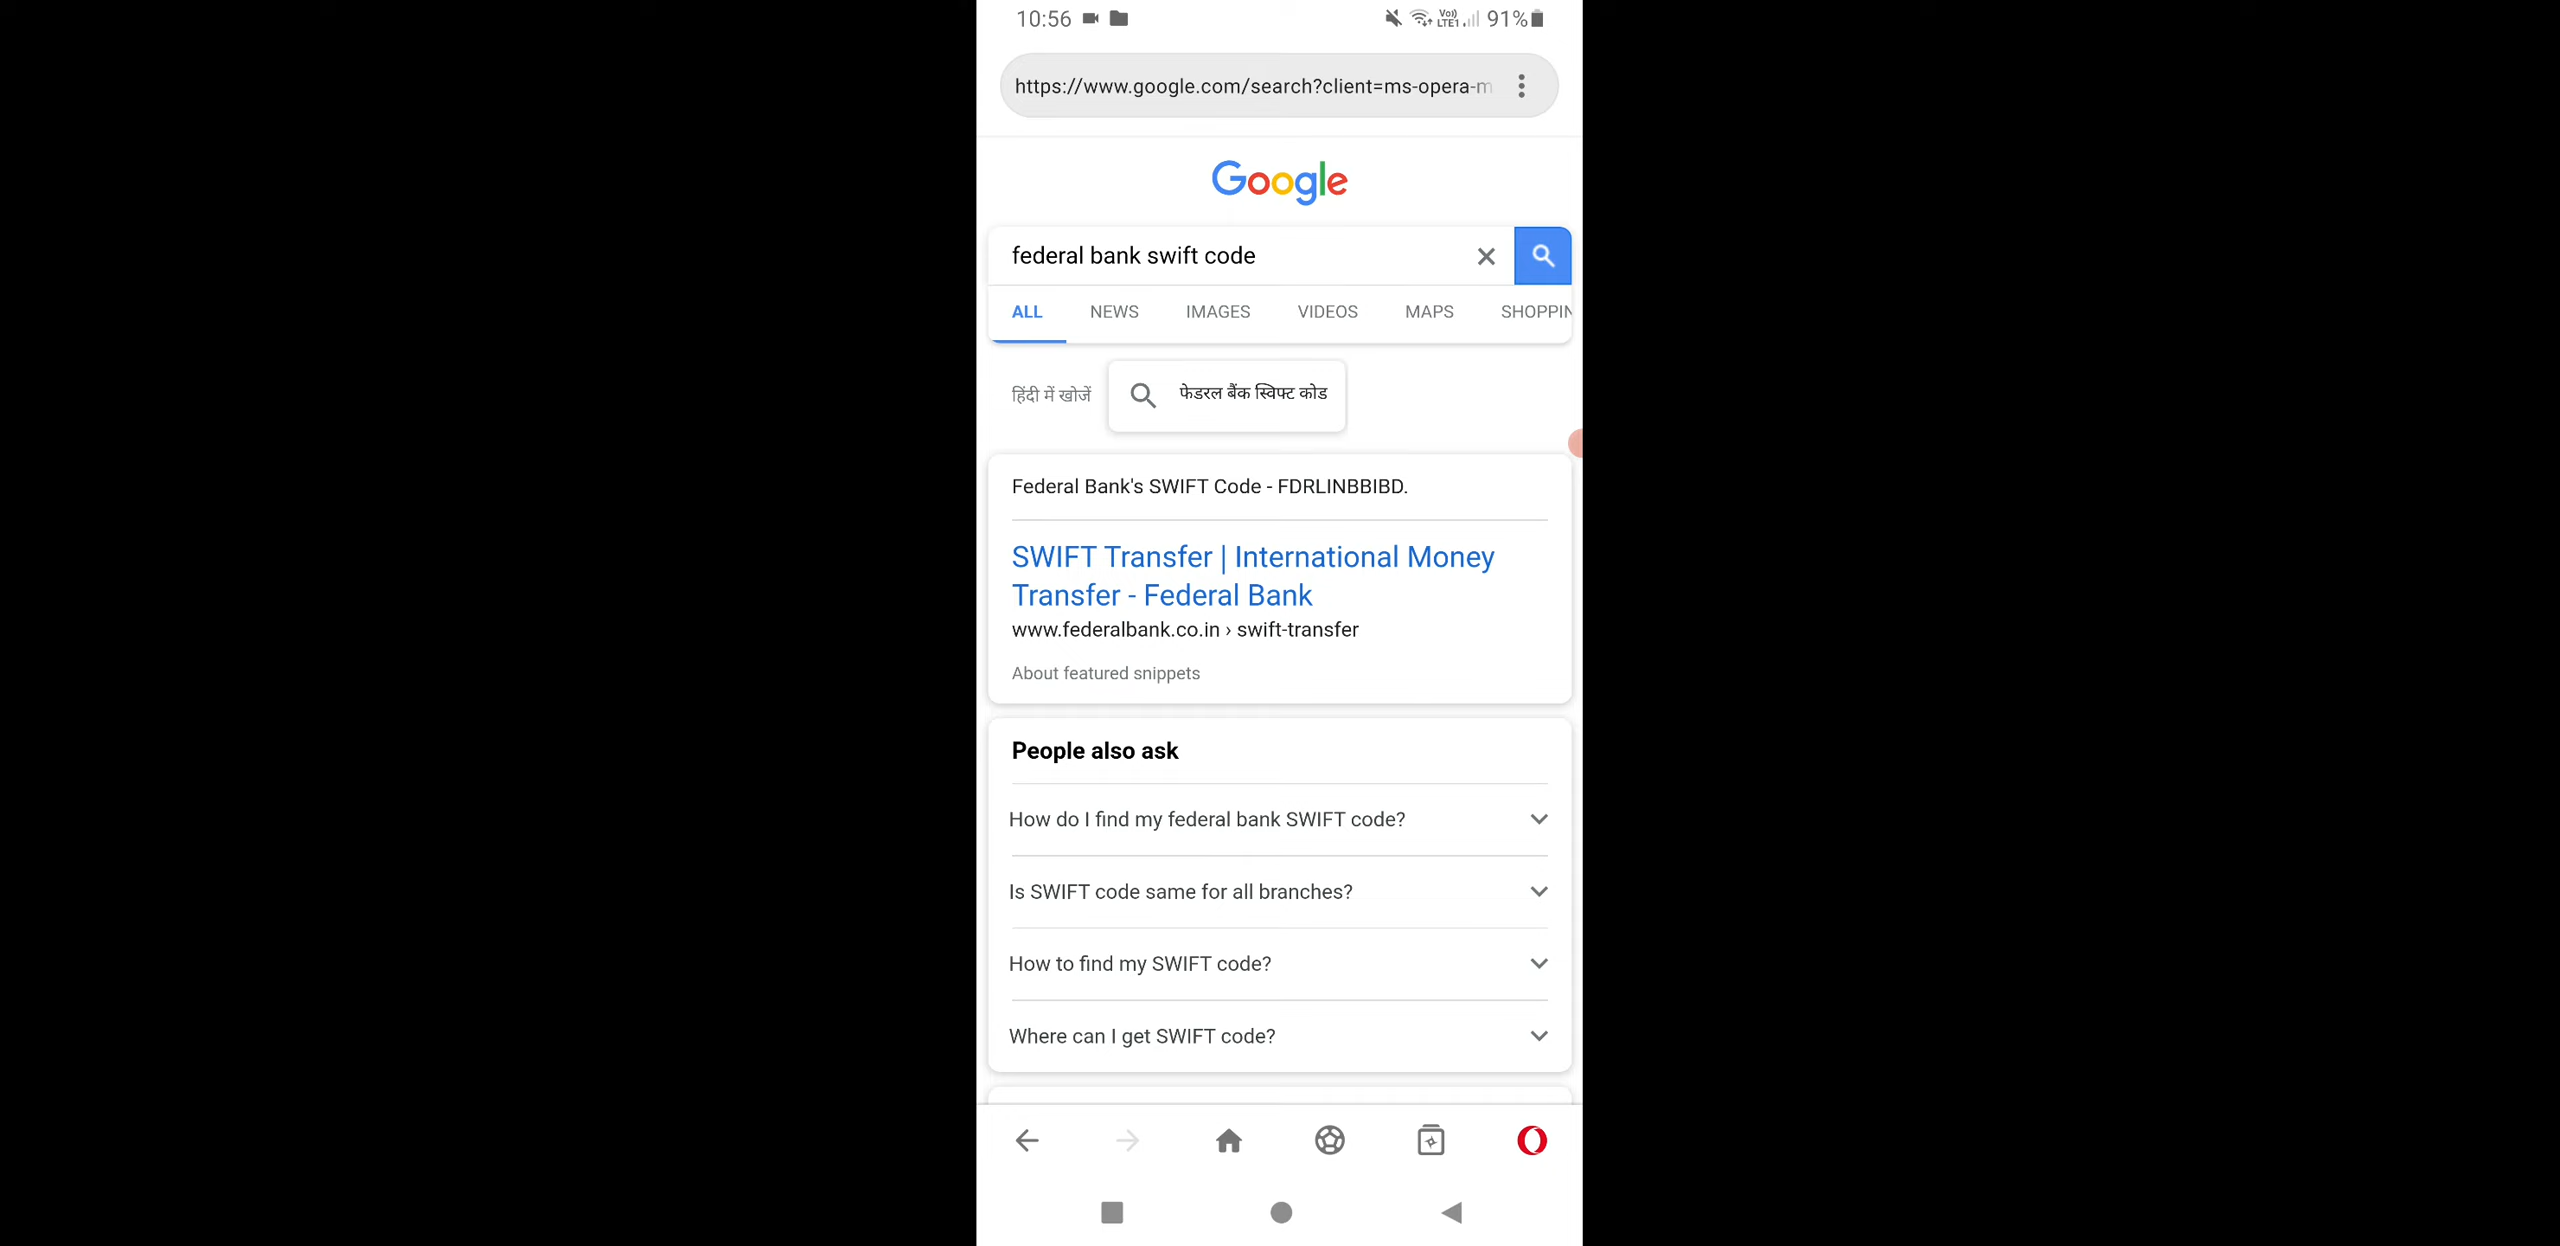 10:56
Vo)) LTE1 91%
https://www.google.com/search?client=ms-opera-m
Google
federal bank swift code
ALL NEWS IMAGES VIDEOS MAPS SHOPPIN
हिंदी में खोजें फेडरल बैंक स्विफ्ट कोड
Federal Bank's SWIFT Code - FDRLINBBIBD.
SWIFT Transfer | International Money
Transfer - Federal Bank
www.federalbank.co.in › swift-transfer
About featured snippets
People also ask
How do I find my federal bank SWIFT code?
Is SWIFT code same for all branches?
How to find my SWIFT code?
Where can I get SWIFT code?